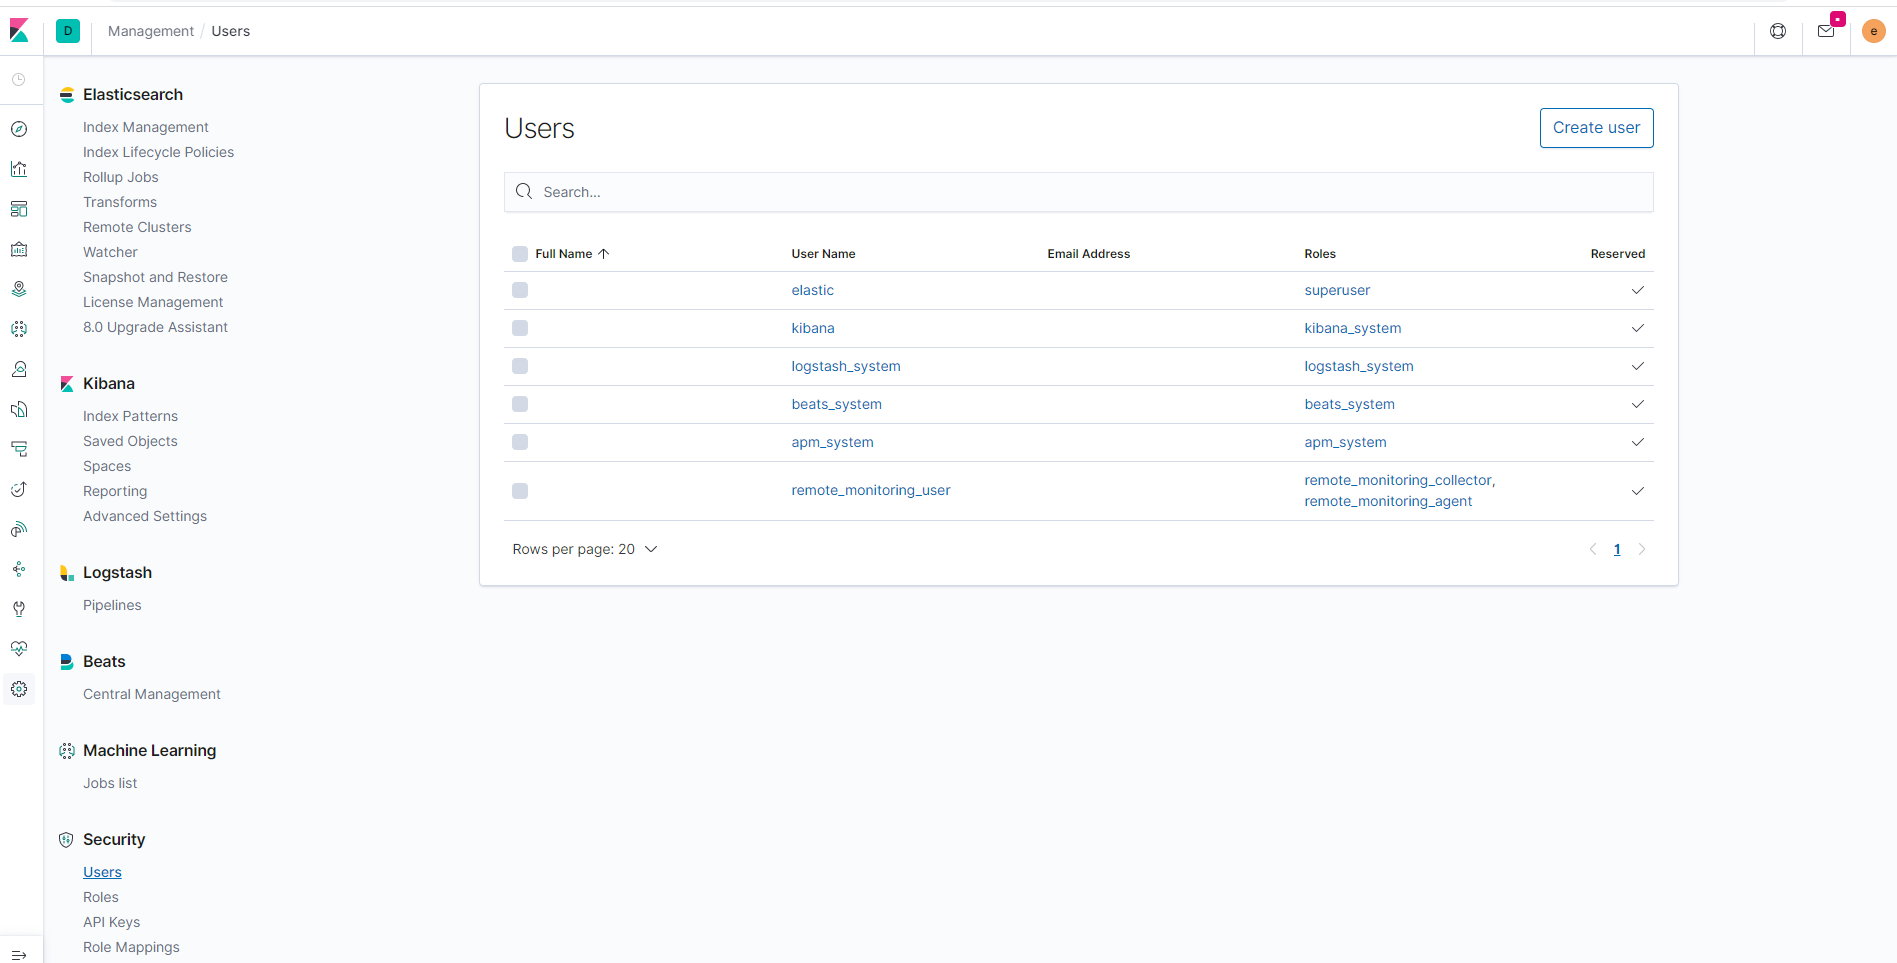 D
Management / Users
e
Elasticsearch
Index Management
Index Lifecycle Policies
Rollup Jobs
Transforms
Remote Clusters
Watcher
Snapshot and Restore
License Management
8.0 Upgrade Assistant
Kibana
Index Patterns
Saved Objects
Spaces
Reporting
Advanced Settings
Logstash
Pipelines
Beats
Central Management
Machine Learning
Jobs list
Security
Users
Roles
API Keys
Role Mappings
Users
Create user
Search...
Full Name User Name Email Address Roles Reserved
elastic superuser
kibana kibana_system
logstash_system logstash_system
beats_system beats_system
apm_system apm_system
remote_monitoring_user remote_monitoring_collector,
remote_monitoring_agent
Rows per page: 20
1